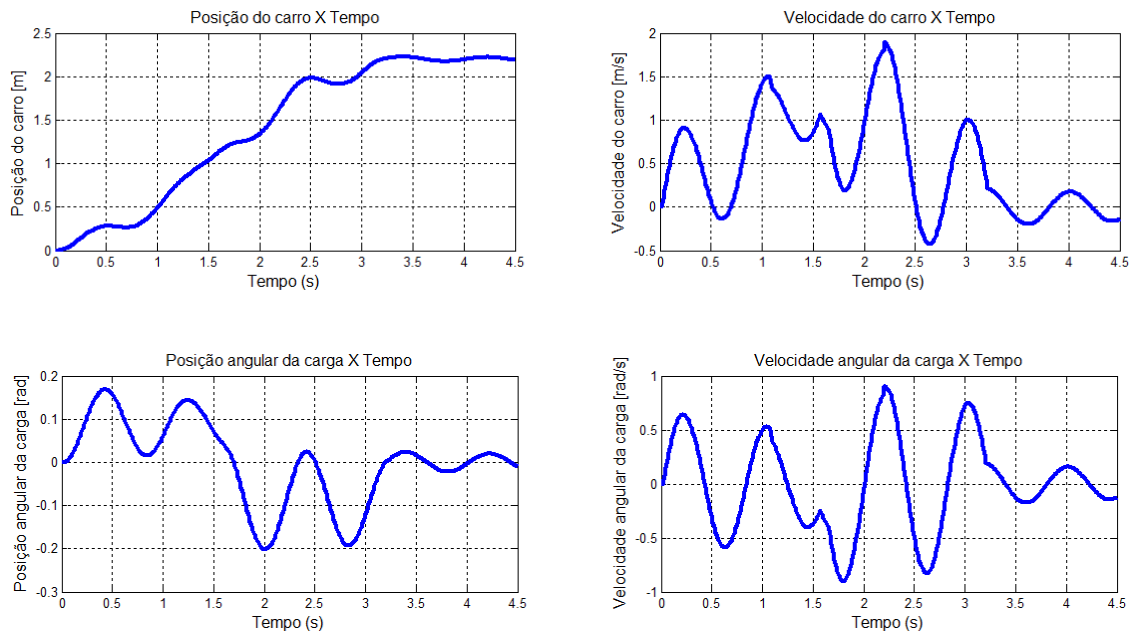 Posição do carro X Tempo
Posição do carro [m]
2.5
2
1.5
1
0.5
0
0 0.5 1 1.5 2 2.5 3 3.5 4 4.5
Tempo (s)
Velocidade do carro X Tempo
Velocidade do carro [m/s]
2
1.5
1
0.5
0
-0.5
0 0.5 1 1.5 2 2.5 3 3.5 4 4.5
Tempo (s)
Posição angular da carga X Tempo
Posição angular da carga [rad]
0.2
0.1
0
-0.1
-0.2
-0.3
0 0.5 1 1.5 2 2.5 3 3.5 4 4.5
Tempo (s)
Velocidade angular da carga X Tempo
Velocidade angular da carga [rad/s]
1
0.5
0
-0.5
-1
0 0.5 1 1.5 2 2.5 3 3.5 4 4.5
Tempo (s)